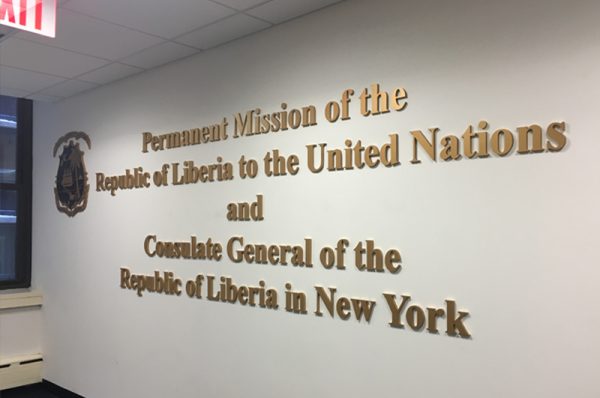 EXIT
Permanent Mission of the
Republic of Liberia to the United Nations
and
Consulate General of the
Republic of Liberia in New York